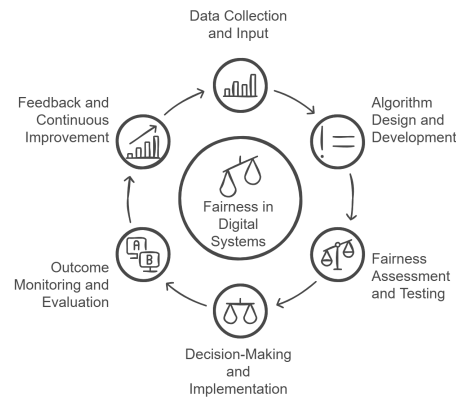 Data Collection
and Input
Algorithm
Design and
Development
Fairness
Assessment
and Testing
Decision-Making
and
Implementation
Outcome
Monitoring and
Evaluation
A
B
Feedback and
Continuous
Improvement
Fairness in
Digital
Systems